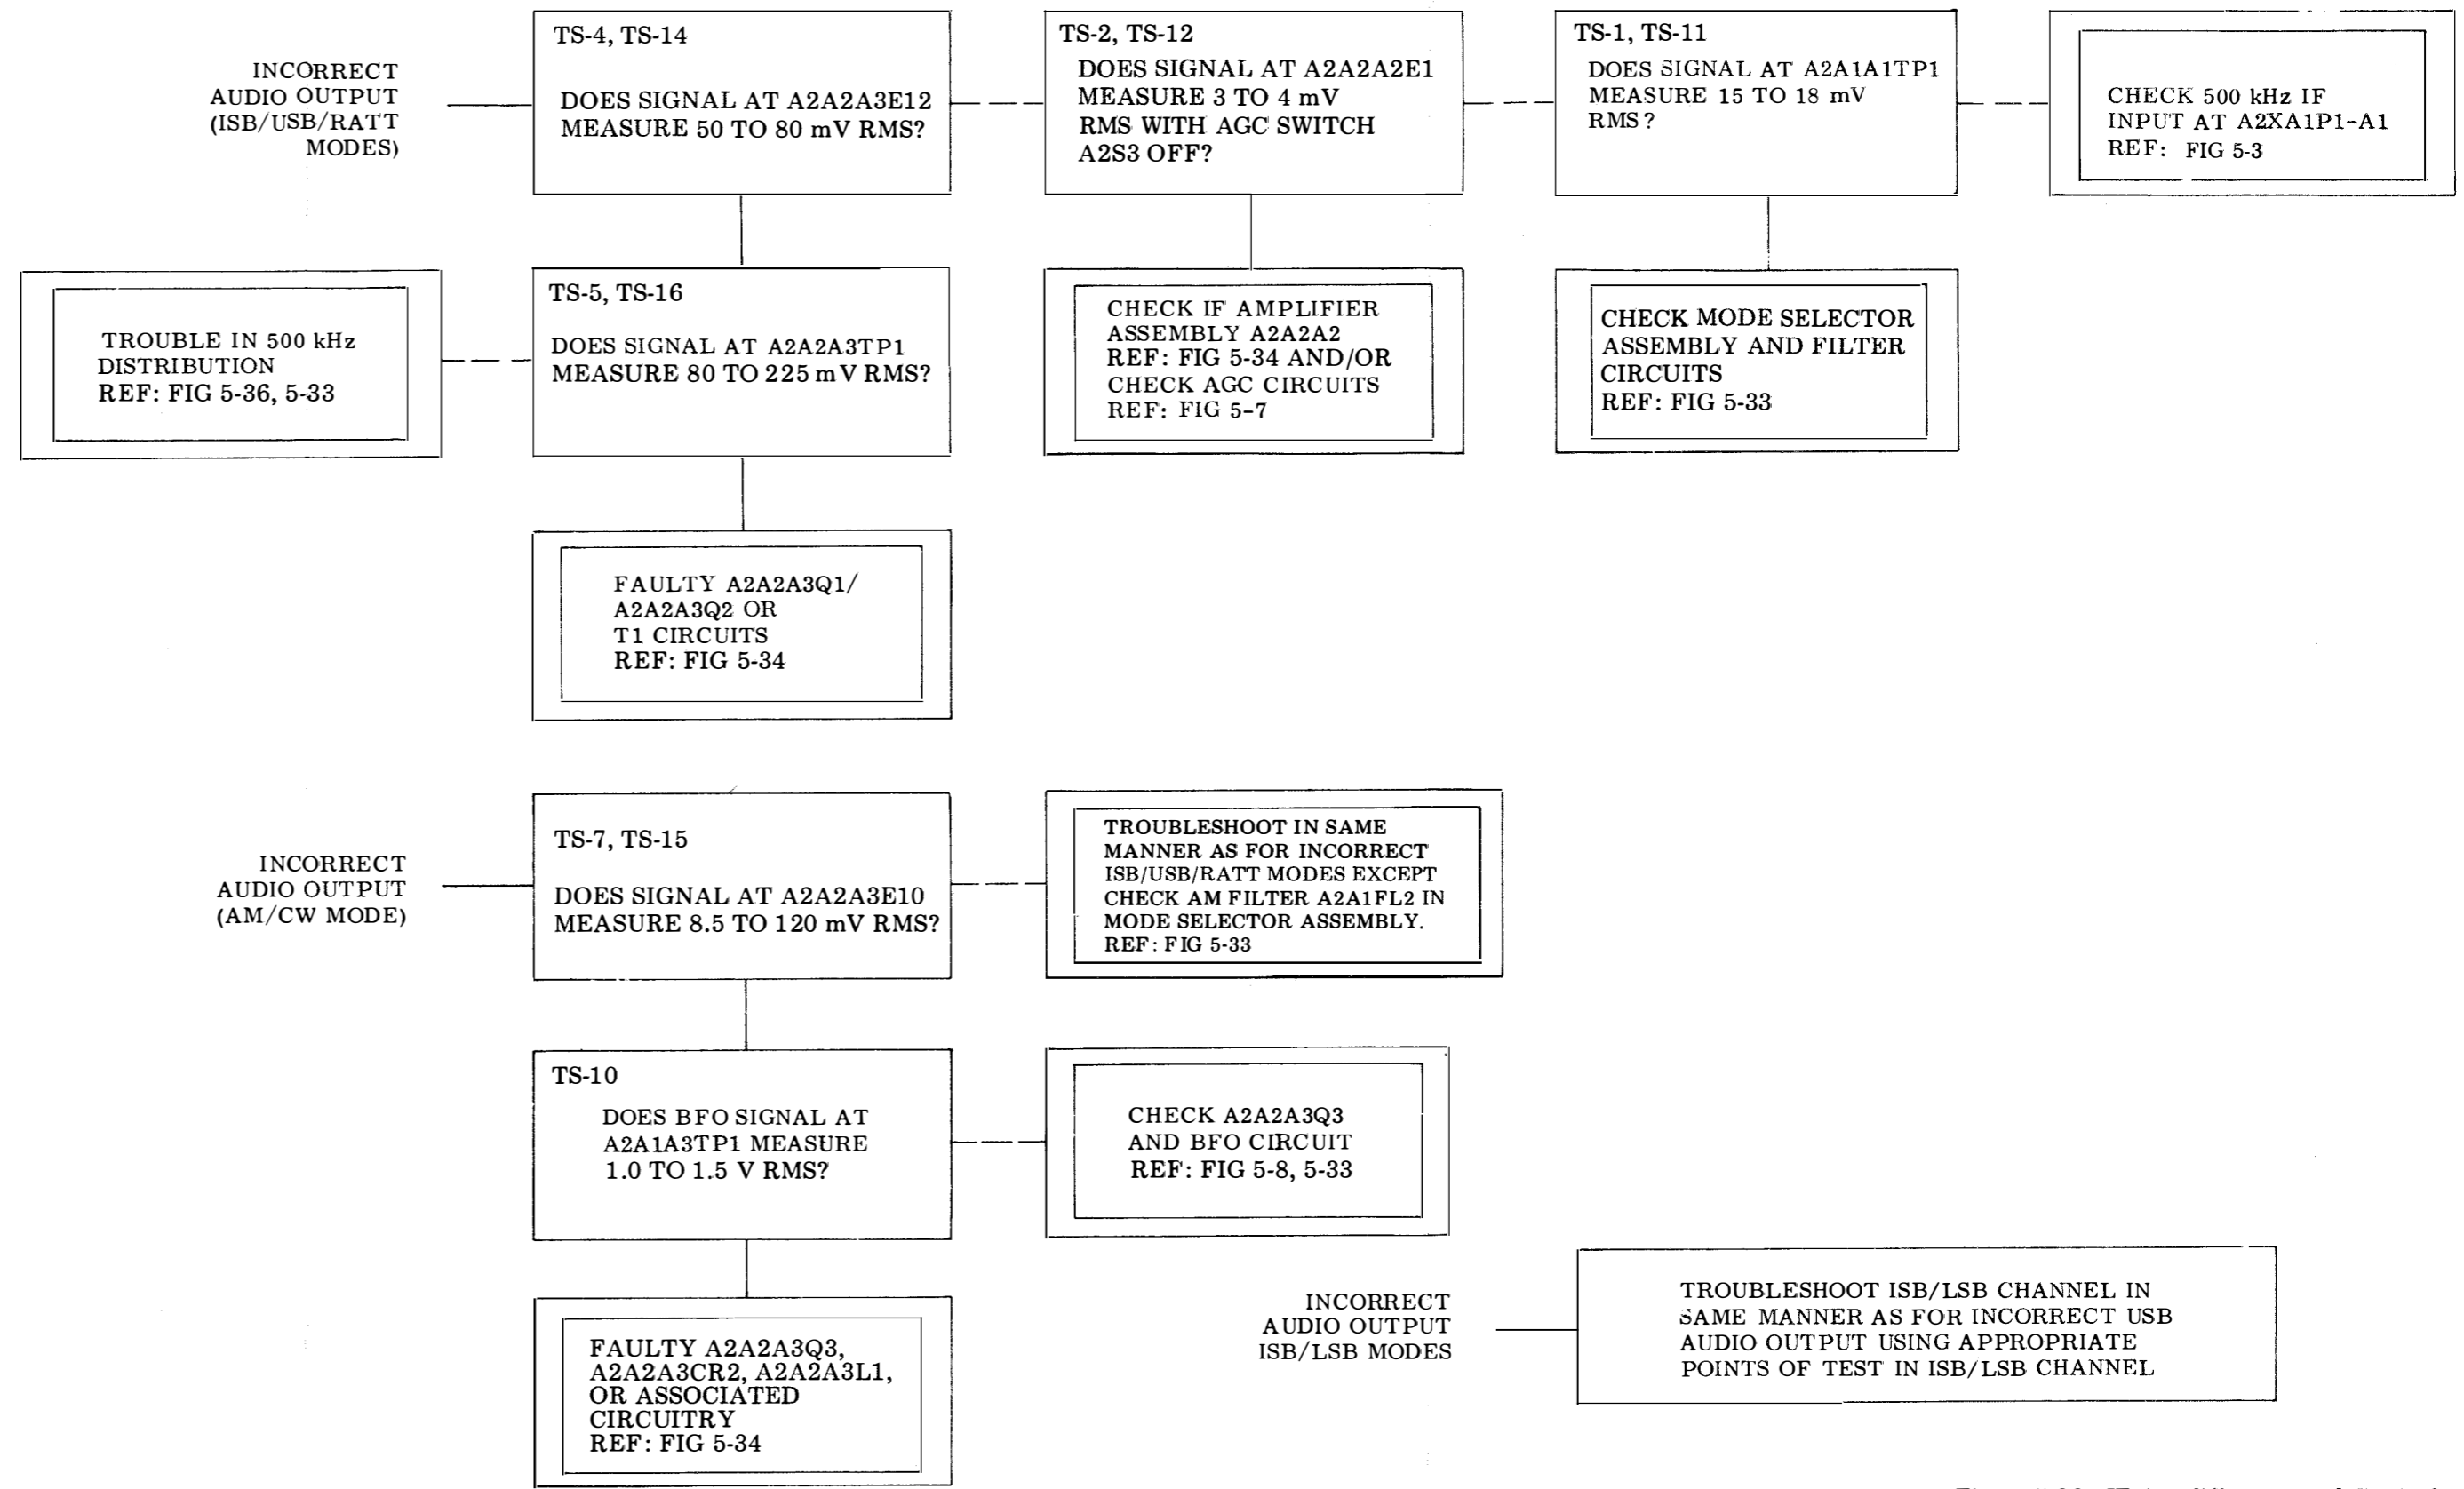 INCORRECT
AUDIO OUTPUT
(ISB/USB/RATT
MODES)
TS-4, TS-14
DOES SIGNAL AT A2A2A3E12
MEASURE 50 TO 80 mV RMS?
TS-2, TS-12
DOES SIGNAL AT A2A2A2E1
MEASURE 3 TO 4 mV
RMS WITH AGC SWITCH
A2S3 OFF?
TS-1, TS-11
DOES SIGNAL AT A2A1A1TP1
MEASURE 15 TO 18 mV
RMS?
CHECK 500 kHz IF
INPUT AT A2XA1P1-A1
REF: FIG 5-3
TROUBLE IN 500 kHz
DISTRIBUTION
REF: FIG 5-36, 5-33
TS-5, TS-16
DOES SIGNAL AT A2A2A3TP1
MEASURE 80 TO 225 mV RMS?
CHECK IF AMPLIFIER
ASSEMBLY A2A2A2
REF: FIG 5-34 AND/OR
CHECK AGC CIRCUITS
REF: FIG 5-7
CHECK MODE SELECTOR
ASSEMBLY AND FILTER
CIRCUITS
REF: FIG 5-33
FAULTY A2A2A3Q1/
A2A2A3Q2 OR
T1 CIRCUITS
REF: FIG 5-34
INCORRECT
AUDIO OUTPUT
(AM/CW MODE)
TS-7, TS-15
DOES SIGNAL AT A2A2A3E10
MEASURE 8.5 TO 120 mV RMS?
TROUBLESHOOT IN SAME
MANNER AS FOR INCORRECT
ISB/USB/RATT MODES EXCEPT
CHECK AM FILTER A2A1FL2 IN
MODE SELECTOR ASSEMBLY.
REF: FIG 5-33
TS-10
DOES BFO SIGNAL AT
A2A1A3TP1 MEASURE
1.0 TO 1.5 V RMS?
CHECK A2A2A3Q3
AND BFO CIRCUIT
REF: FIG 5-8, 5-33
FAULTY A2A2A3Q3,
A2A2A3CR2, A2A2A3L1,
OR ASSOCIATED
CIRCUITRY
REF: FIG 5-34
INCORRECT
AUDIO OUTPUT
ISB/LSB MODES
TROUBLESHOOT ISB/LSB CHANNEL IN
SAME MANNER AS FOR INCORRECT USB
AUDIO OUTPUT USING APPROPRIATE
POINTS OF TEST IN ISB/LSB CHANNEL